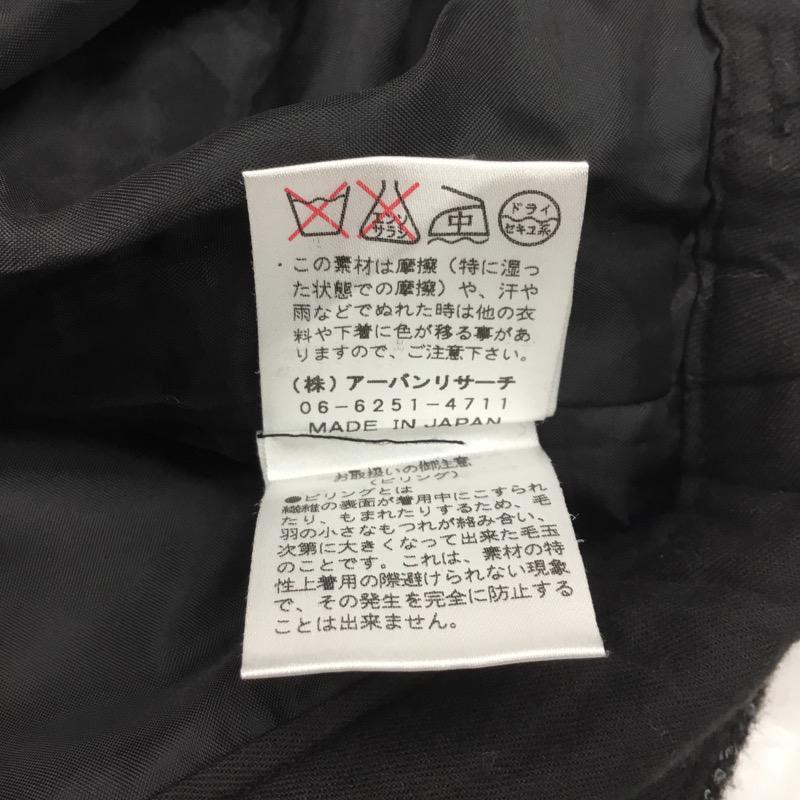 エンソ
サラシ
中
ドライ
セキユ系
・この素材は摩擦（特に湿っ
た状態での摩擦）や、汗や
雨などでぬれた時は他の衣
料や下着に色が移る事があ
りますので、ご注意下さい。
（株）アーバンリサーチ
06-6251-4711
MADE IN JAPAN
お取扱いの御注意
（ピリング）
●ピリングとは
繊維の表面が着用中にこすられ
たり、もまれたりするため、毛
羽の小さなもつれが絡み合い、
次第に大きくなって出来た毛玉
のことです。これは、素材の特
性上着用の際避けられない現象
で、その発生を完全に防止する
ことは出来ません。